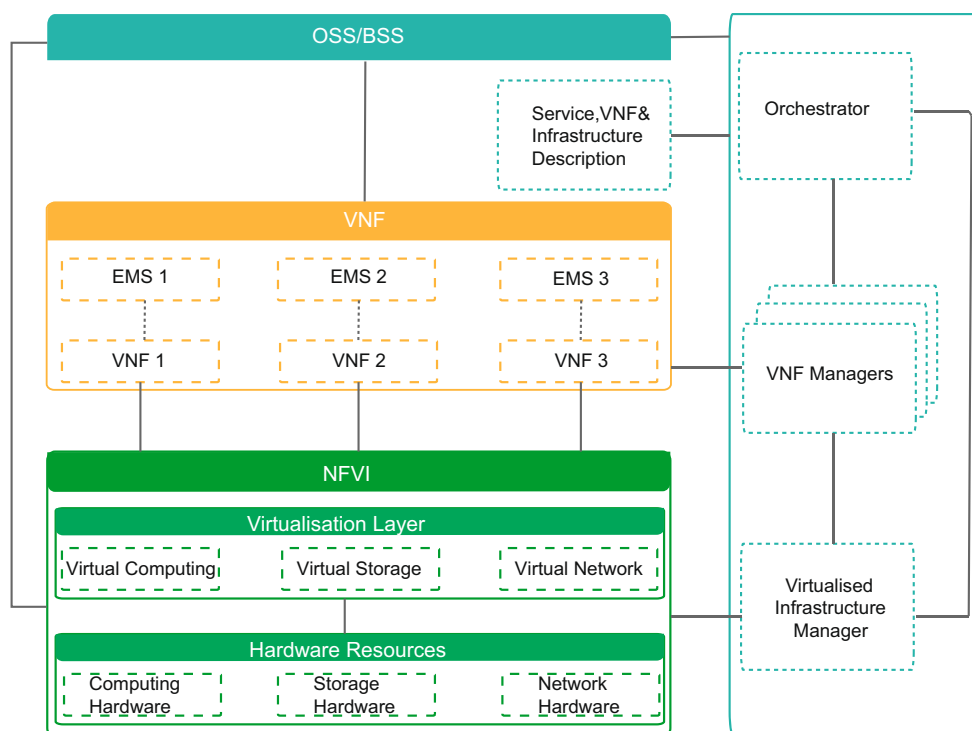 OSS/BSS
Service,VNF&
Infrastructure
Description
Orchestrator
VNF
EMS 1
EMS 2
EMS 3
VNF 1
VNF 2
VNF 3
VNF Managers
NFVI
Virtualisation Layer
Virtual Computing
Virtual Storage
Virtual Network
Virtualised
Infrastructure
Manager
Hardware Resources
Computing
Hardware
Storage
Hardware
Network
Hardware